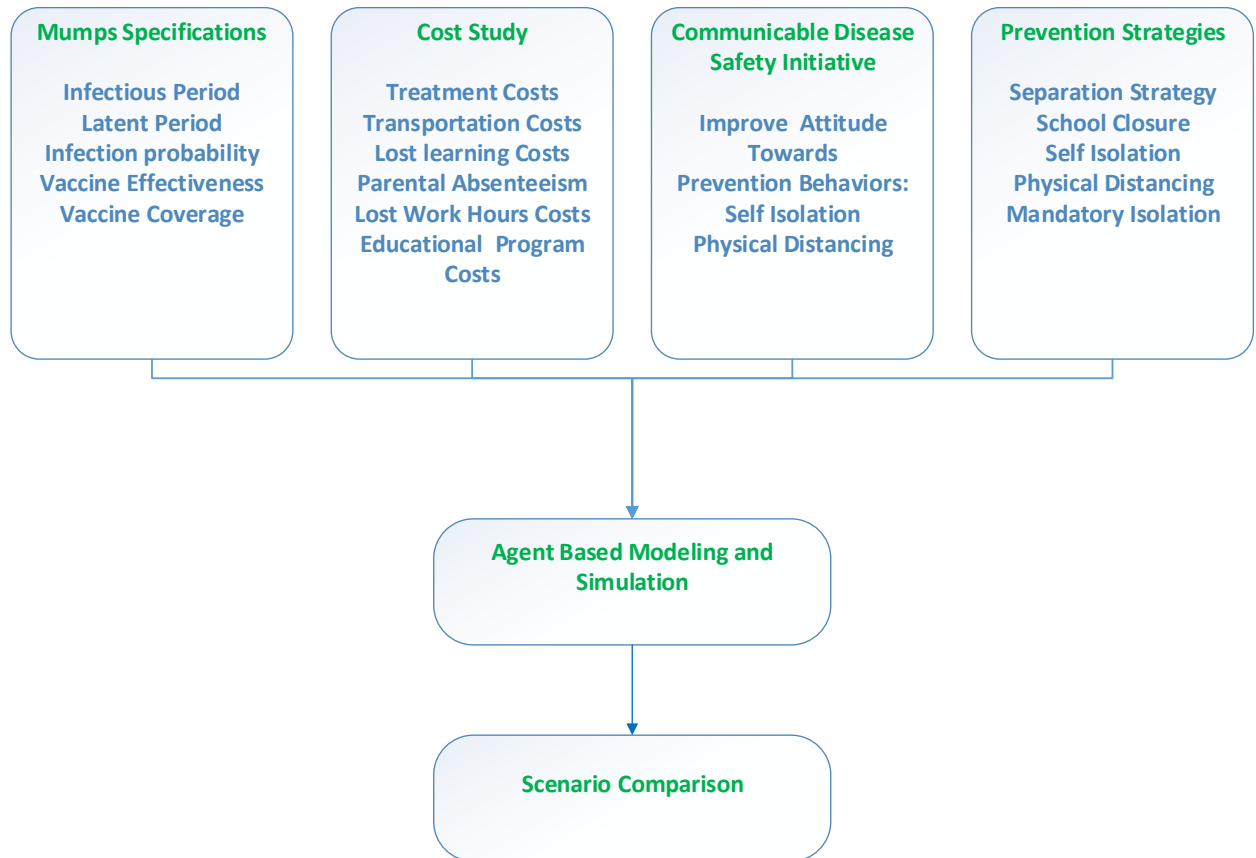 Mumps Specifications
Infectious Period
Latent Period
Infection probability
Vaccine Effectiveness
Vaccine Coverage
Cost Study
Treatment Costs
Transportation Costs
Lost learning Costs
Parental Absenteeism
Lost Work Hours Costs
Educational Program
Costs
Communicable Disease
Safety Initiative
Improve Attitude
Towards
Prevention Behaviors:
Self Isolation
Physical Distancing
Prevention Strategies
Separation Strategy
School Closure
Self Isolation
Physical Distancing
Mandatory Isolation
Agent Based Modeling and
Simulation
Scenario Comparison